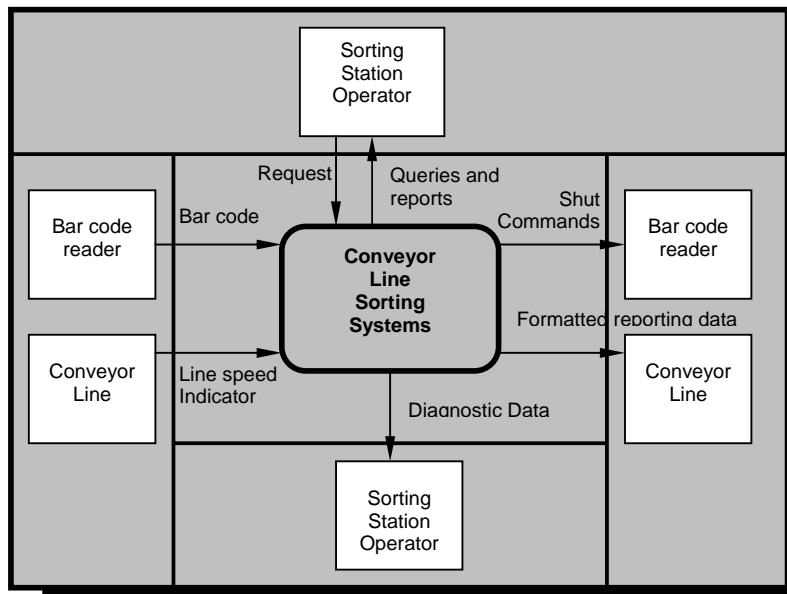 Sorting
Station
Operator
Request
Queries and
reports
Bar code
reader
Bar code
Shut
Commands
Bar code
reader
Conveyor
Line
Sorting
Systems
Conveyor
Line
Line speed
Indicator
Formatted reporting data
Conveyor
Line
Diagnostic Data
Sorting
Station
Operator